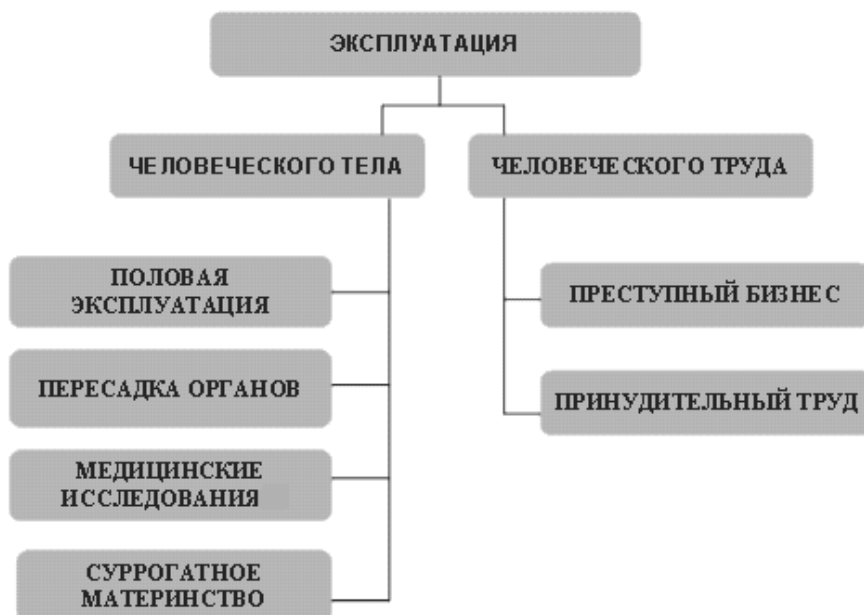 ЭКСПЛУАТАЦИЯ
ЧЕЛОВЕЧЕСКОГО ТЕЛА
ЧЕЛОВЕЧЕСКОГО ТРУДА
ПОЛОВАЯ
ЭКСПЛУАТАЦИЯ
ПЕРЕСАДКА ОРГАНОВ
МЕДИЦИНСКИЕ
ИССЛЕДОВАНИЯ
СУРРОГАТНОЕ
МАТЕРИНСТВО
ПРЕСТУПНЫЙ БИЗНЕС
ПРИНУДИТЕЛЬНЫЙ ТРУД